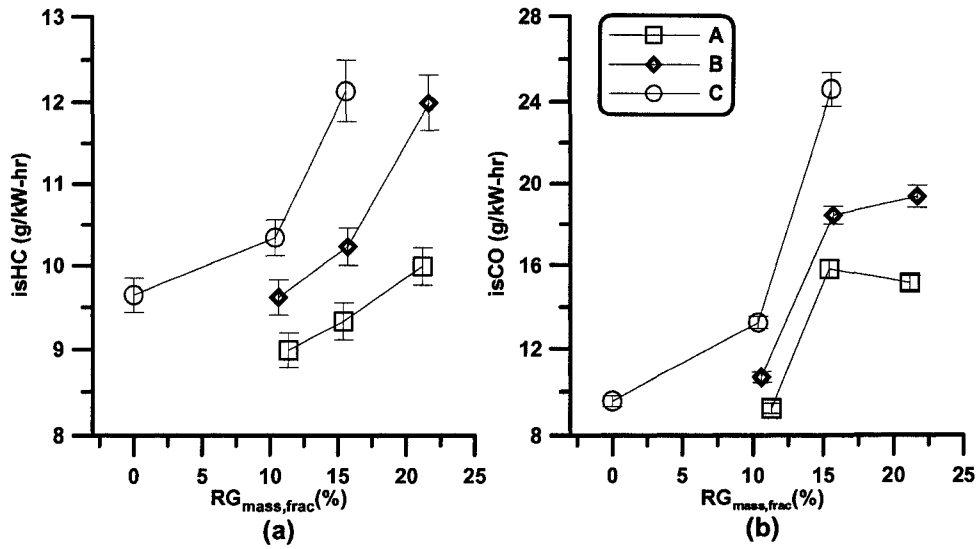 13
12
11
10
9
8
isHC (g/kW-hr)
0 5 10 15 20 25
RGmass,frac(%)
(a)
28
24
20
16
12
8
isCO (g/kW-hr)
A
B
C
0 5 10 15 20 25
RGmass,frac(%)
(b)